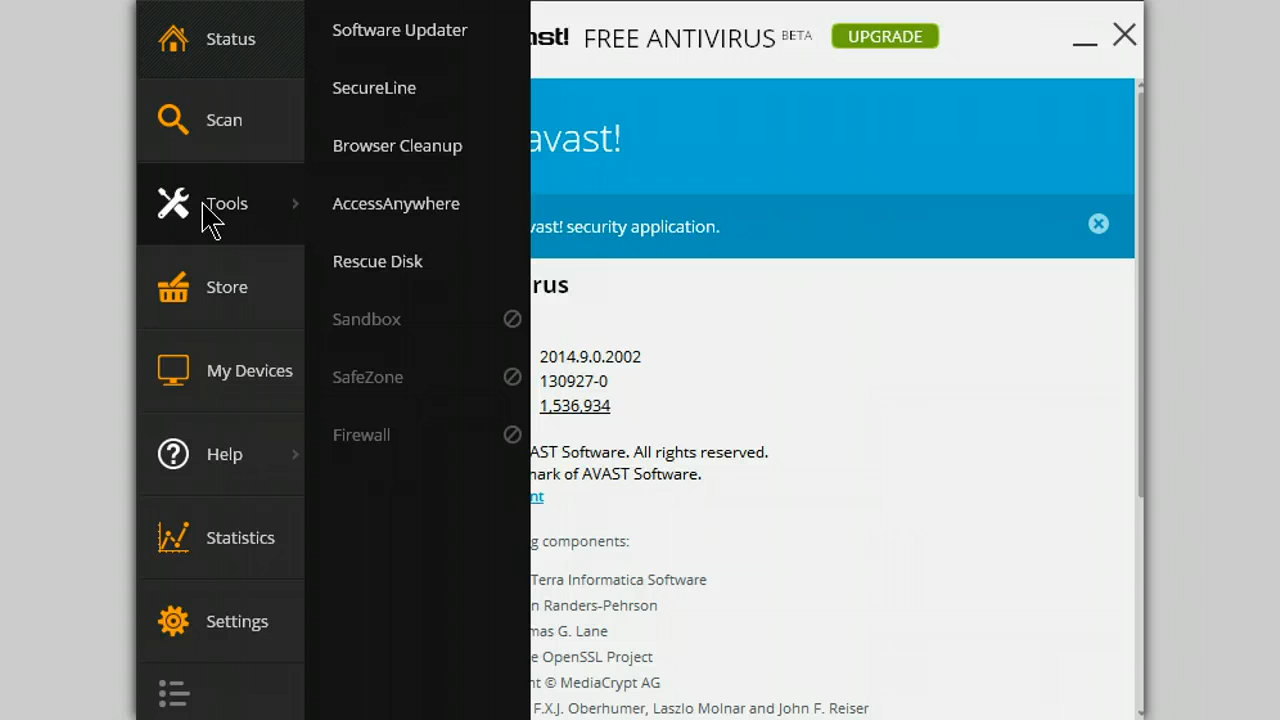 Status
Scan
Tools
Store
My Devices
Help
Statistics
Settings
Software Updater
SecureLine
Browser Cleanup
AccessAnywhere
Rescue Disk
Sandbox
SafeZone
Firewall
ast! FREE ANTIVIRUS BETA UPGRADE
avast!
vast! security application.
rus
2014.9.0.2002
130927-0
1,536,934
AST Software. All rights reserved.
mark of AVAST Software.
nt
g components:
Terra Informatica Software
n Randers-Pehrson
mas G. Lane
e OpenSSL Project
nt © MediaCrypt AG
F.X.J. Oberhumer, Laszlo Molnar and John F. Reiser